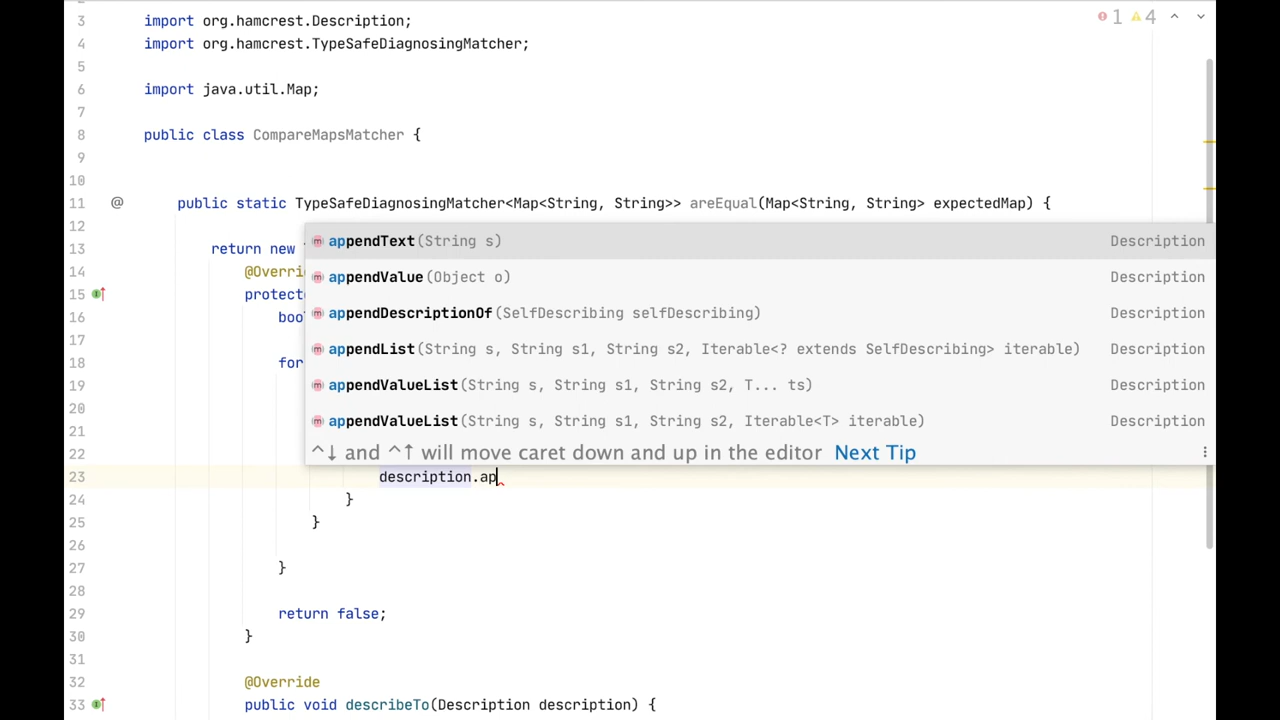 2
3 import org.hamcrest.Description;
4 import org.hamcrest.TypeSafeDiagnosingMatcher;
1 4
5
6 import java.util.Map;
7
8 public class CompareMapsMatcher {
9
10
11 @ public static TypeSafeDiagnosingMatcher<Map<String, String>> areEqual(Map<String, String> expectedMap) {
12
13 return new
14 @Overri
15 protect
16 boo
17
18 for
19
20
21
22
appendText(String s) Description
appendValue(Object o) Description
appendDescriptionOf(SelfDescribing selfDescribing) Description
appendList(String s, String s1, String s2, Iterable<? extends SelfDescribing> iterable) Description
appendValueList(String s, String s1, String s2, T... ts) Description
appendValueList(String s, String s1, String s2, Iterable<T> iterable) Description
^↓ and ^↑ will move caret down and up in the editor Next Tip
23 description.ap
24 }
25 }
26
27 }
28
29 return false;
30 }
31
32 @Override
33 public void describeTo(Description description) {